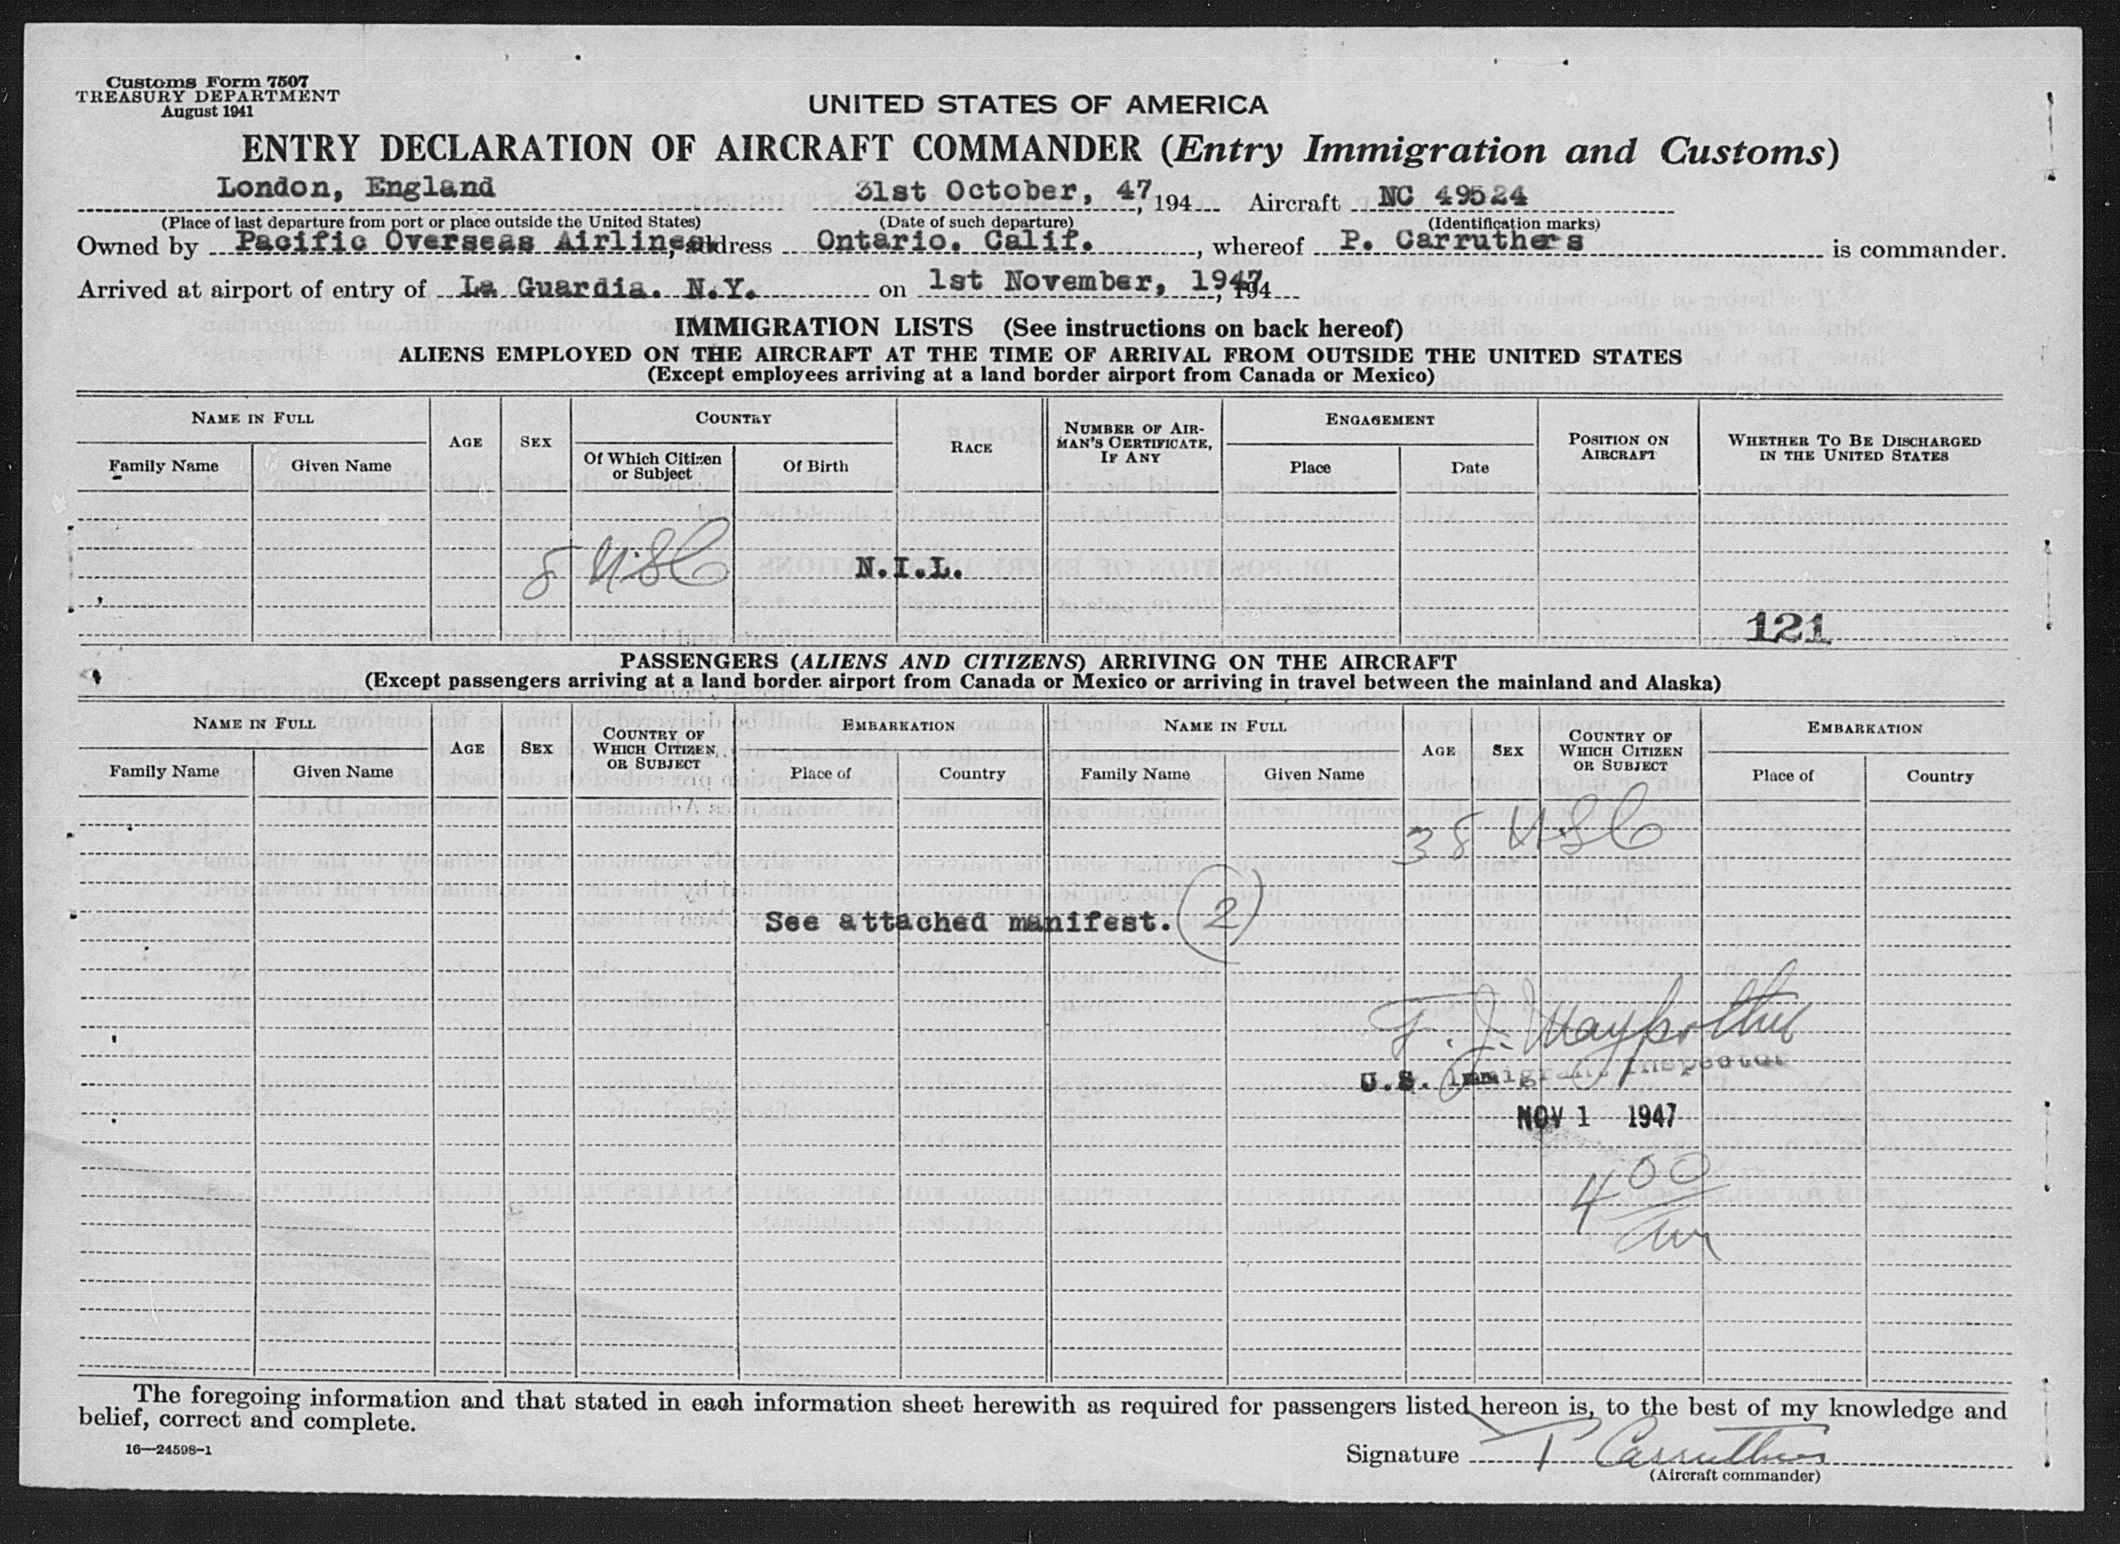 Customs Form 7507
TREASURY DEPARTMENT
August 1941
UNITED STATES OF AMERICA
ENTRY DECLARATION OF AIRCRAFT COMMANDER (Entry Immigration and Customs)
London, England 31st October, 47, 194 Aircraft NC 49524
(Place of last departure from port or place outside the United States) (Date of such departure) (Identification marks)
Owned by Pacific Overseas Airlines, address Ontario. Calif., whereof P. Carruthers is commander.
Arrived at airport of entry of La Guardia. N.Y. on 1st November, 1947, 194
IMMIGRATION LISTS (See instructions on back hereof)
ALIENS EMPLOYED ON THE AIRCRAFT AT THE TIME OF ARRIVAL FROM OUTSIDE THE UNITED STATES
(Except employees arriving at a land border airport from Canada or Mexico)
NAME IN FULL COUNTRY ENGAGEMENT
AGE SEX RACE NUMBER OF AIRMAN'S CERTIFICATE, IF ANY POSITION ON AIRCRAFT WHETHER TO BE DISCHARGED IN THE UNITED STATES
Family Name Given Name Of Which Citizen or Subject Of Birth Place Date
8 USC N.I.L.
121
PASSENGERS (ALIENS AND CITIZENS) ARRIVING ON THE AIRCRAFT
(Except passengers arriving at a land border airport from Canada or Mexico or arriving in travel between the mainland and Alaska)
NAME IN FULL AGE SEX COUNTRY OF WHICH CITIZEN OR SUBJECT EMBARKATION NAME IN FULL AGE SEX COUNTRY OF WHICH CITIZEN OR SUBJECT EMBARKATION
Family Name Given Name Place of Country Family Name Given Name Place of Country
38 USC
See attached manifest. (2)
F. J.
U.S. Immigrant Inspector
NOV 1 1947
4 00
The foregoing information and that stated in each information sheet herewith as required for passengers listed hereon is, to the best of my knowledge and
belief, correct and complete.
16—24598-1
Signature P Carruthers
(Aircraft commander)